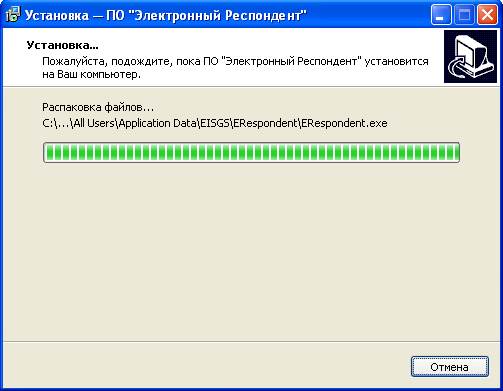 Установка — ПО "Электронный Респондент"
Установка...
Пожалуйста, подождите, пока ПО "Электронный Респондент" установится
на Ваш компьютер.
Распаковка файлов...
C:\...\All Users\Application Data\EISGS\ERespondent\ERespondent.exe
Отмена